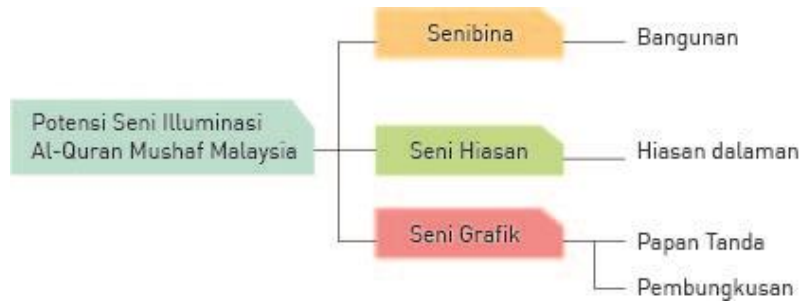 Potensi Seni Illuminasi
Al-Quran Mushaf Malaysia
Senibina
Bangunan
Seni Hiasan
Hiasan dalaman
Seni Grafik
Papan Tanda
Pembungkusan